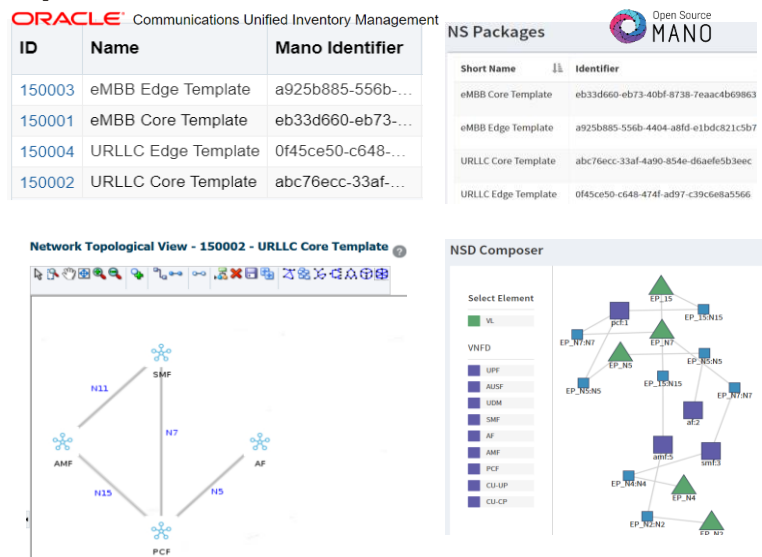 ORACLE® Communications Unified Inventory Management
ID Name Mano Identifier
150003 eMBB Edge Template a925b885-556b-...
150001 eMBB Core Template eb33d660-eb73-...
150004 URLLC Edge Template 0f45ce50-c648-...
150002 URLLC Core Template abc76ecc-33af-...
Open Source
MANO
NS Packages
Short Name Identifier
eMBB Core Template eb33d660-eb73-40bf-8738-7eaac4b69863
eMBB Edge Template a925b885-556b-4404-a8fd-e1bdc821c5b7
URLLC Core Template abc76ecc-33af-4a90-854e-d6aefe5b3eec
URLLC Edge Template 0f45ce50-c648-474f-ad97-c39c6e8a5566
Network Topological View - 150002 - URLLC Core Template ?
SMF
N11
N7
AMF
AF
N15
N5
PCF
NSD Composer
Select Element
VL
VNFD
UPF
AUSF
UDM
SMF
AF
AMF
PCF
CU-UP
CU-CP
EP_15
pcf:1
EP_15:N15
EP_N7:N7
EP_N7
EP_N5
EP_N5:N5
EP_N5:N5
EP_15:N15
EP_N7:N7
af:2
amf:5
smf:3
EP_N4:N4
EP_N4
EP_N2:N2
EP_N2